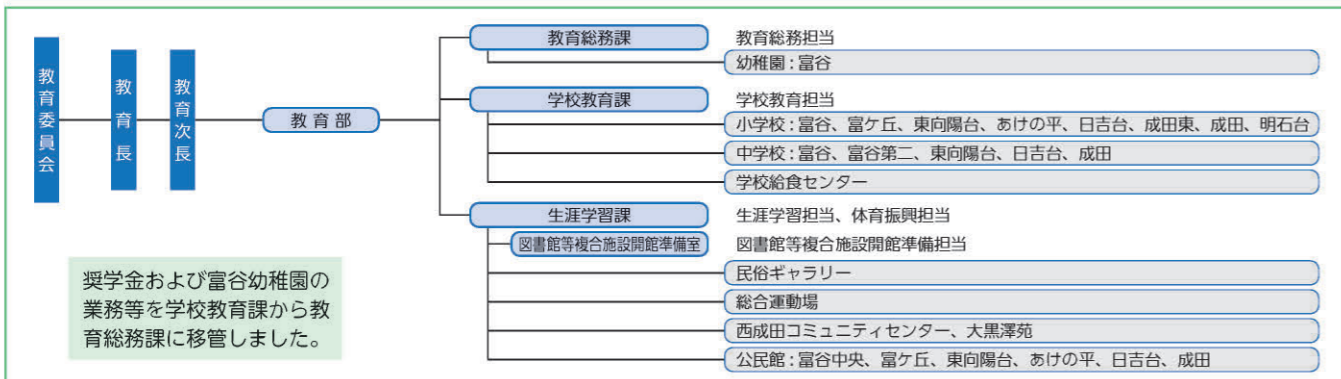 教育委員会
教育長
教育次長
教育部
教育総務課 教育総務担当
幼稚園：富谷
学校教育課 学校教育担当
小学校：富谷、富ケ丘、東向陽台、あけの平、日吉台、成田東、成田、明石台
中学校：富谷、富谷第二、東向陽台、日吉台、成田
学校給食センター
生涯学習課 生涯学習担当、体育振興担当
図書館等複合施設開館準備室 図書館等複合施設開館準備担当
民俗ギャラリー
総合運動場
西成田コミュニティセンター、大黒澤苑
公民館：富谷中央、富ケ丘、東向陽台、あけの平、日吉台、成田
奨学金および富谷幼稚園の
業務等を学校教育課から教
育総務課に移管しました。